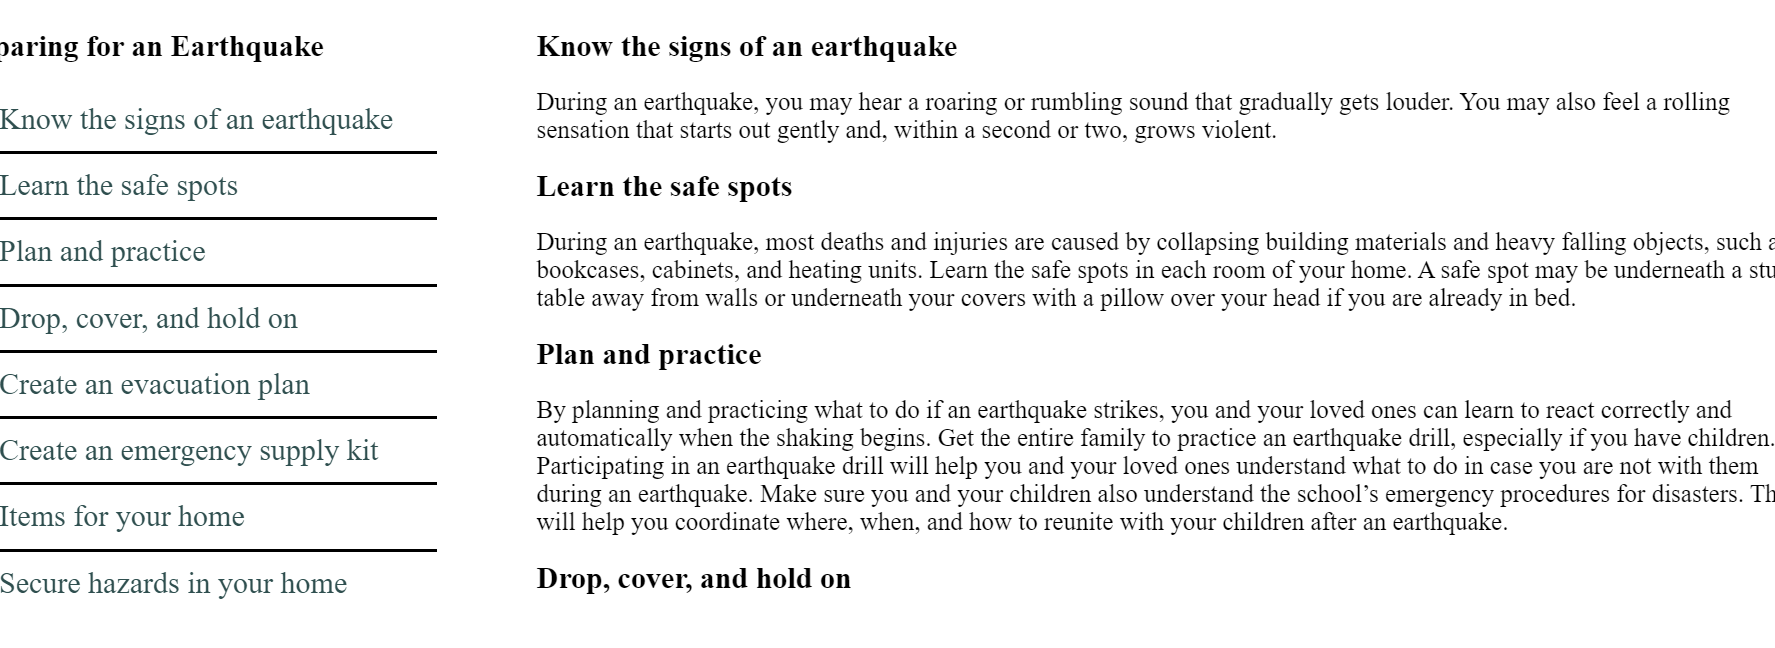 paring for an Earthquake
Know the signs of an earthquake
Learn the safe spots
Plan and practice
Drop, cover, and hold on
Create an evacuation plan
Create an emergency supply kit
Items for your home
Secure hazards in your home
Know the signs of an earthquake
During an earthquake, you may hear a roaring or rumbling sound that gradually gets louder. You may also feel a rolling
sensation that starts out gently and, within a second or two, grows violent.
Learn the safe spots
During an earthquake, most deaths and injuries are caused by collapsing building materials and heavy falling objects, such
bookcases, cabinets, and heating units. Learn the safe spots in each room of your home. A safe spot may be underneath a
table away from walls or underneath your covers with a pillow over your head if you are already in bed.
Plan and practice
By planning and practicing what to do if an earthquake strikes, you and your loved ones can learn to react correctly and
automatically when the shaking begins. Get the entire family to practice an earthquake drill, especially if you have children.
Participating in an earthquake drill will help you and your loved ones understand what to do in case you are not with them
during an earthquake. Make sure you and your children also understand the school’s emergency procedures for disasters.
will help you coordinate where, when, and how to reunite with your children after an earthquake.
Drop, cover, and hold on